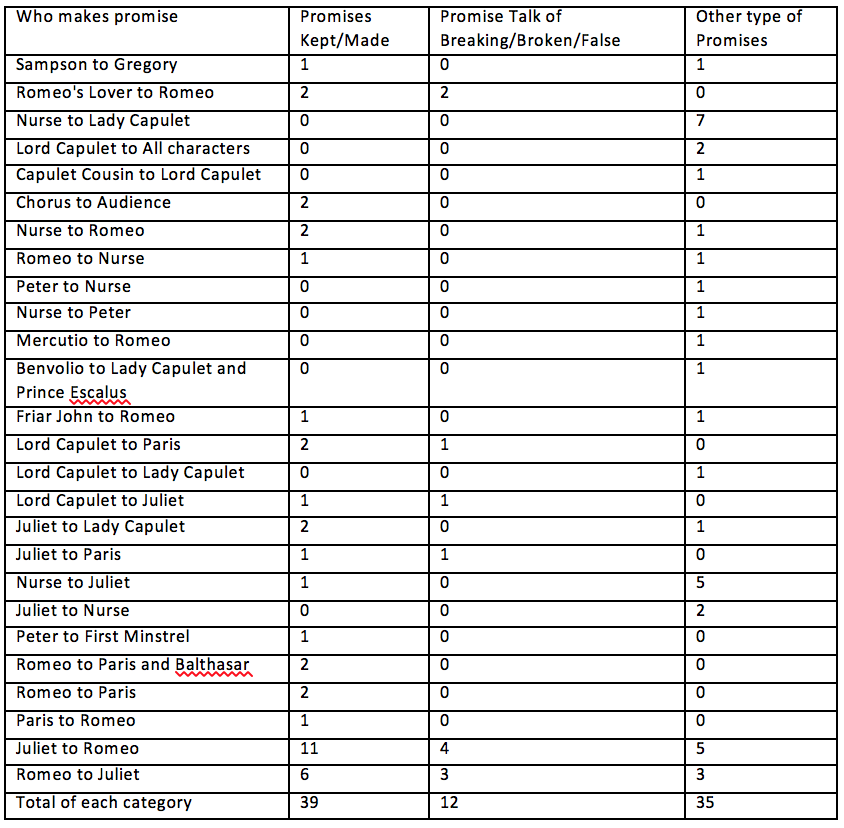 Who makes promise Promises Promise Talk of Other type of
Kept/Made Breaking/Broken/False Promises
Sampson to Gregory 1 0 1
Romeo's Lover to Romeo 2 2 0
Nurse to Lady Capulet 0 0 7
Lord Capulet to All characters 0 0 2
Capulet Cousin to Lord Capulet 0 0 1
Chorus to Audience 2 0 0
Nurse to Romeo 2 0 1
Romeo to Nurse 1 0 1
Peter to Nurse 0 0 1
Nurse to Peter 0 0 1
Mercutio to Romeo 0 0 1
Benvolio to Lady Capulet and 0 0 1
Prince Escalus
Friar John to Romeo 1 0 1
Lord Capulet to Paris 2 1 0
Lord Capulet to Lady Capulet 0 0 1
Lord Capulet to Juliet 1 1 0
Juliet to Lady Capulet 2 0 1
Juliet to Paris 1 1 0
Nurse to Juliet 1 0 5
Juliet to Nurse 0 0 2
Peter to First Minstrel 1 0 0
Romeo to Paris and Balthasar 2 0 0
Romeo to Paris 2 0 0
Paris to Romeo 1 0 0
Juliet to Romeo 11 4 5
Romeo to Juliet 6 3 3
Total of each category 39 12 35